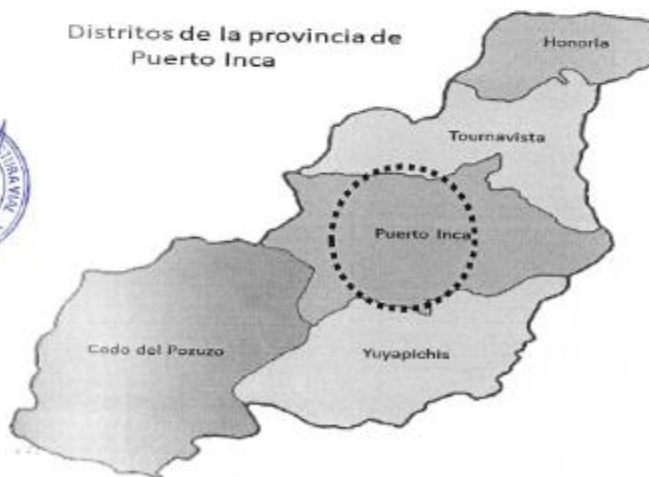 Distritos de la provincia de
Puerto Inca
Honoria
Tournavista
Puerto Inca
Codo del Pozuzo
Yuyapichis